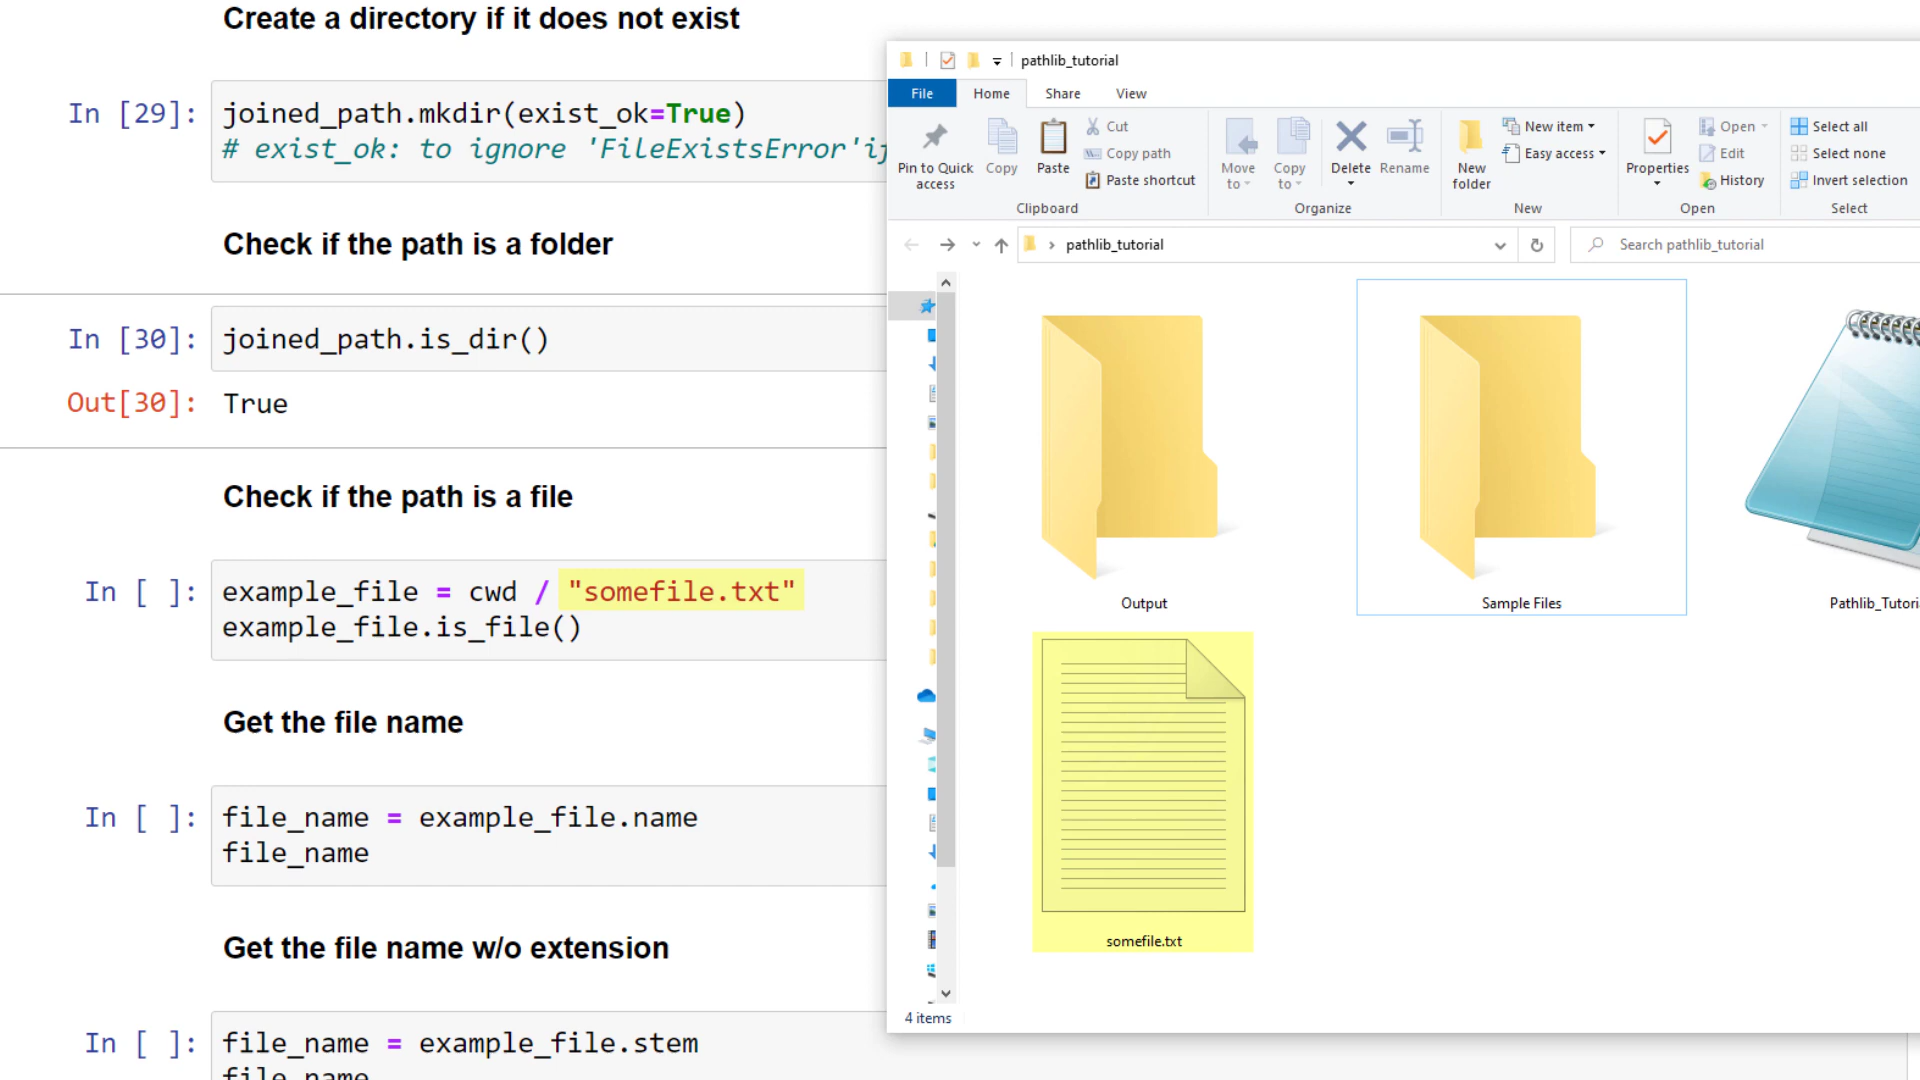 Create a directory if it does not exist
In [29]: joined_path.mkdir(exist_ok=True)
# exist_ok: to ignore 'FileExistsError'if
Check if the path is a folder
In [30]: joined_path.is_dir()
Out[30]: True
Check if the path is a file
In [ ]: example_file = cwd / "somefile.txt"
example_file.is_file()
Get the file name
In [ ]: file_name = example_file.name
file_name
Get the file name w/o extension
In [ ]: file_name = example_file.stem
file_name
pathlib_tutorial
File Home Share View
Pin to Quick access
Copy
Paste
Cut
Copy path
Paste shortcut
Clipboard
Move to
Copy to
Delete
Rename
Organize
New folder
New item
Easy access
New
Properties
Open
Edit
History
Open
Select all
Select none
Invert selection
Select
pathlib_tutorial
Search pathlib_tutorial
Output
Sample Files
Pathlib_Tutori
somefile.txt
4 items